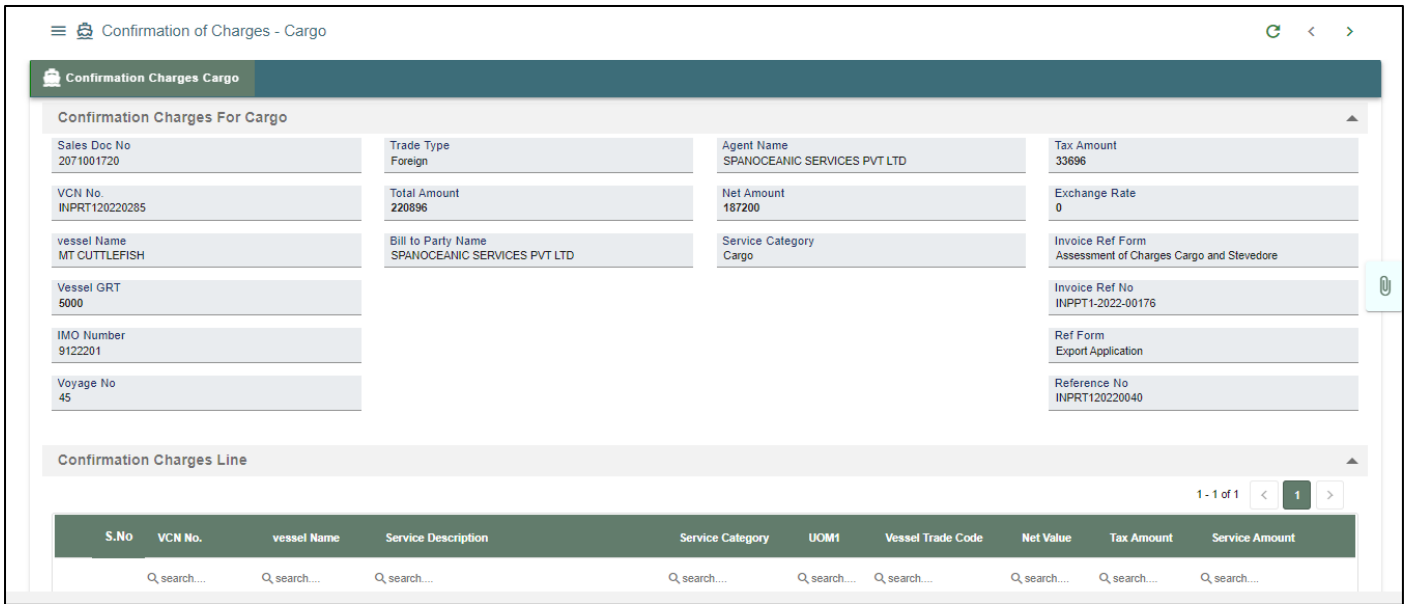 Confirmation of Charges - Cargo
Confirmation Charges Cargo
Confirmation Charges For Cargo
Sales Doc No
2071001720
Trade Type
Foreign
Agent Name
SPANOCEANIC SERVICES PVT LTD
Tax Amount
33696
VCN No.
INPRT120220285
Total Amount
220896
Net Amount
187200
Exchange Rate
0
vessel Name
MT CUTTLEFISH
Bill to Party Name
SPANOCEANIC SERVICES PVT LTD
Service Category
Cargo
Invoice Ref Form
Assessment of Charges Cargo and Stevedore
Vessel GRT
5000
Invoice Ref No
INPPT1-2022-00176
IMO Number
9122201
Ref Form
Export Application
Voyage No
45
Reference No
INPRT120220040
Confirmation Charges Line
1 - 1 of 1 < 1 >
S.No VCN No. vessel Name Service Description Service Category UOM1 Vessel Trade Code Net Value Tax Amount Service Amount
search.... search.... search.... search.... search.... search.... search.... search.... search....